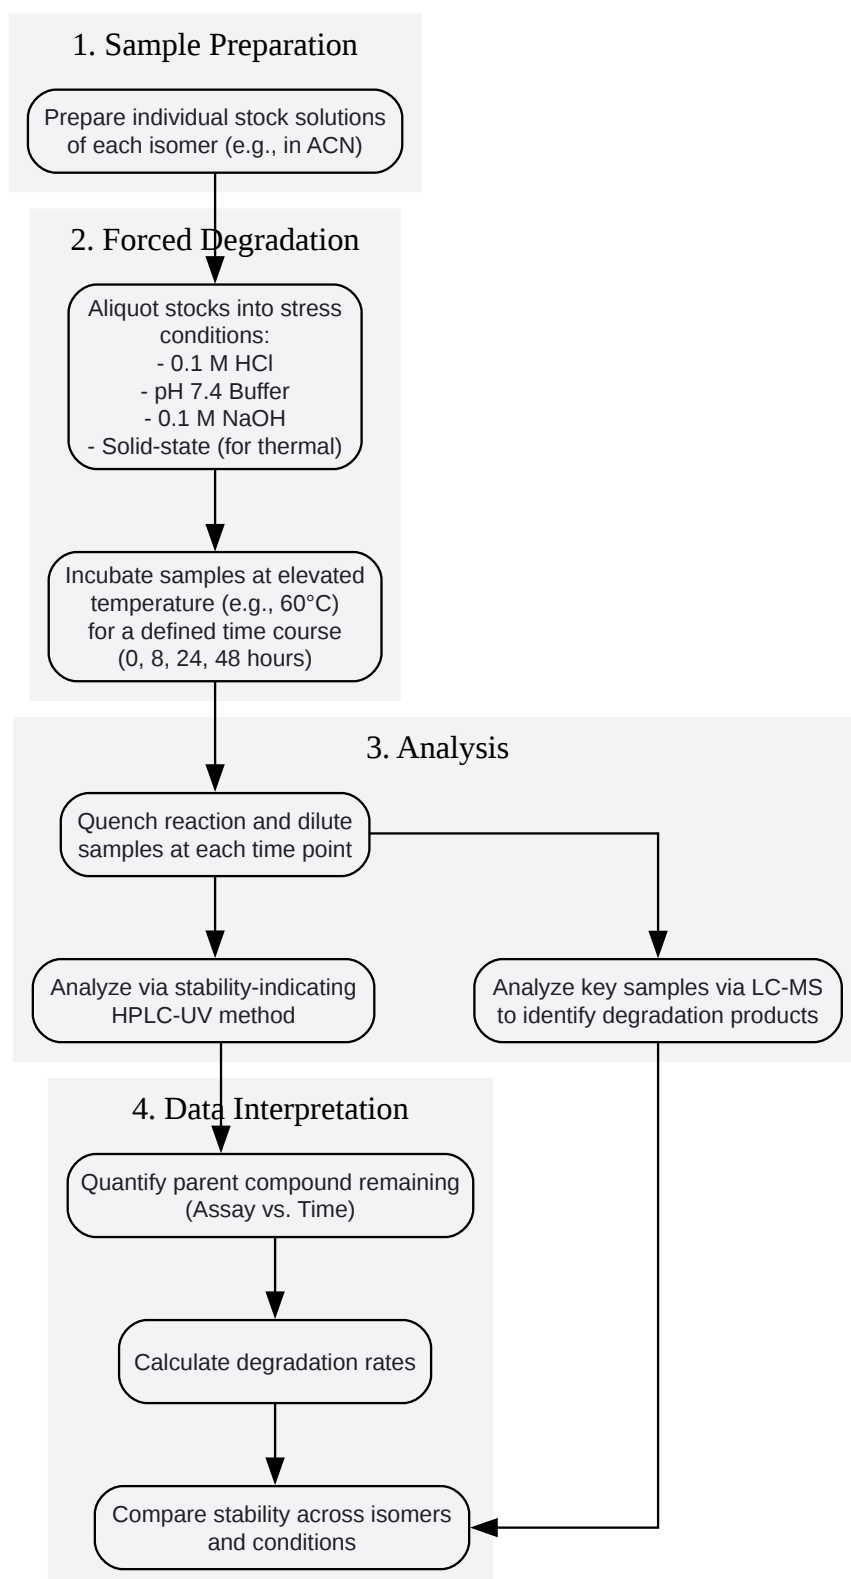 1. Sample Preparation
Prepare individual stock solutions
of each isomer (e.g., in ACN)
2. Forced Degradation
Aliquot stocks into stress
conditions:
- 0.1 M HCl
- pH 7.4 Buffer
- 0.1 M NaOH
- Solid-state (for thermal)
Incubate samples at elevated
temperature (e.g., 60°C)
for a defined time course
(0, 8, 24, 48 hours)
3. Analysis
Quench reaction and dilute
samples at each time point
Analyze via stability-indicating
HPLC-UV method
Analyze key samples via LC-MS
to identify degradation products
4. Data Interpretation
Quantify parent compound remaining
(Assay vs. Time)
Calculate degradation rates
Compare stability across isomers
and conditions